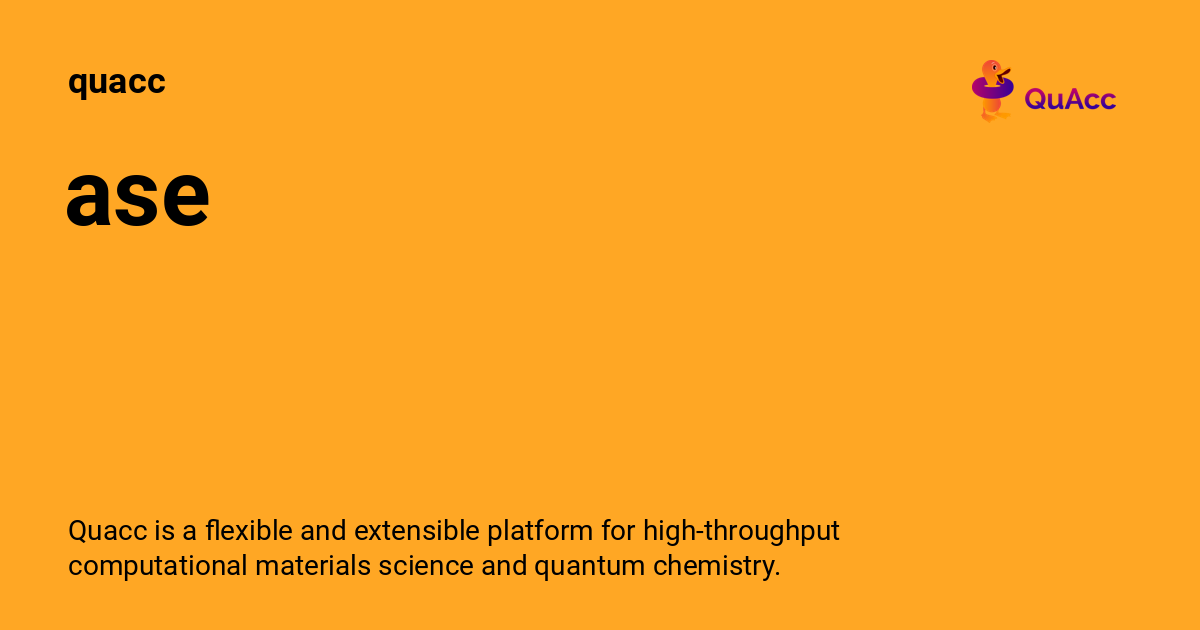 quacc
QuAcc
ase
Quacc is a flexible and extensible platform for high-throughput
computational materials science and quantum chemistry.